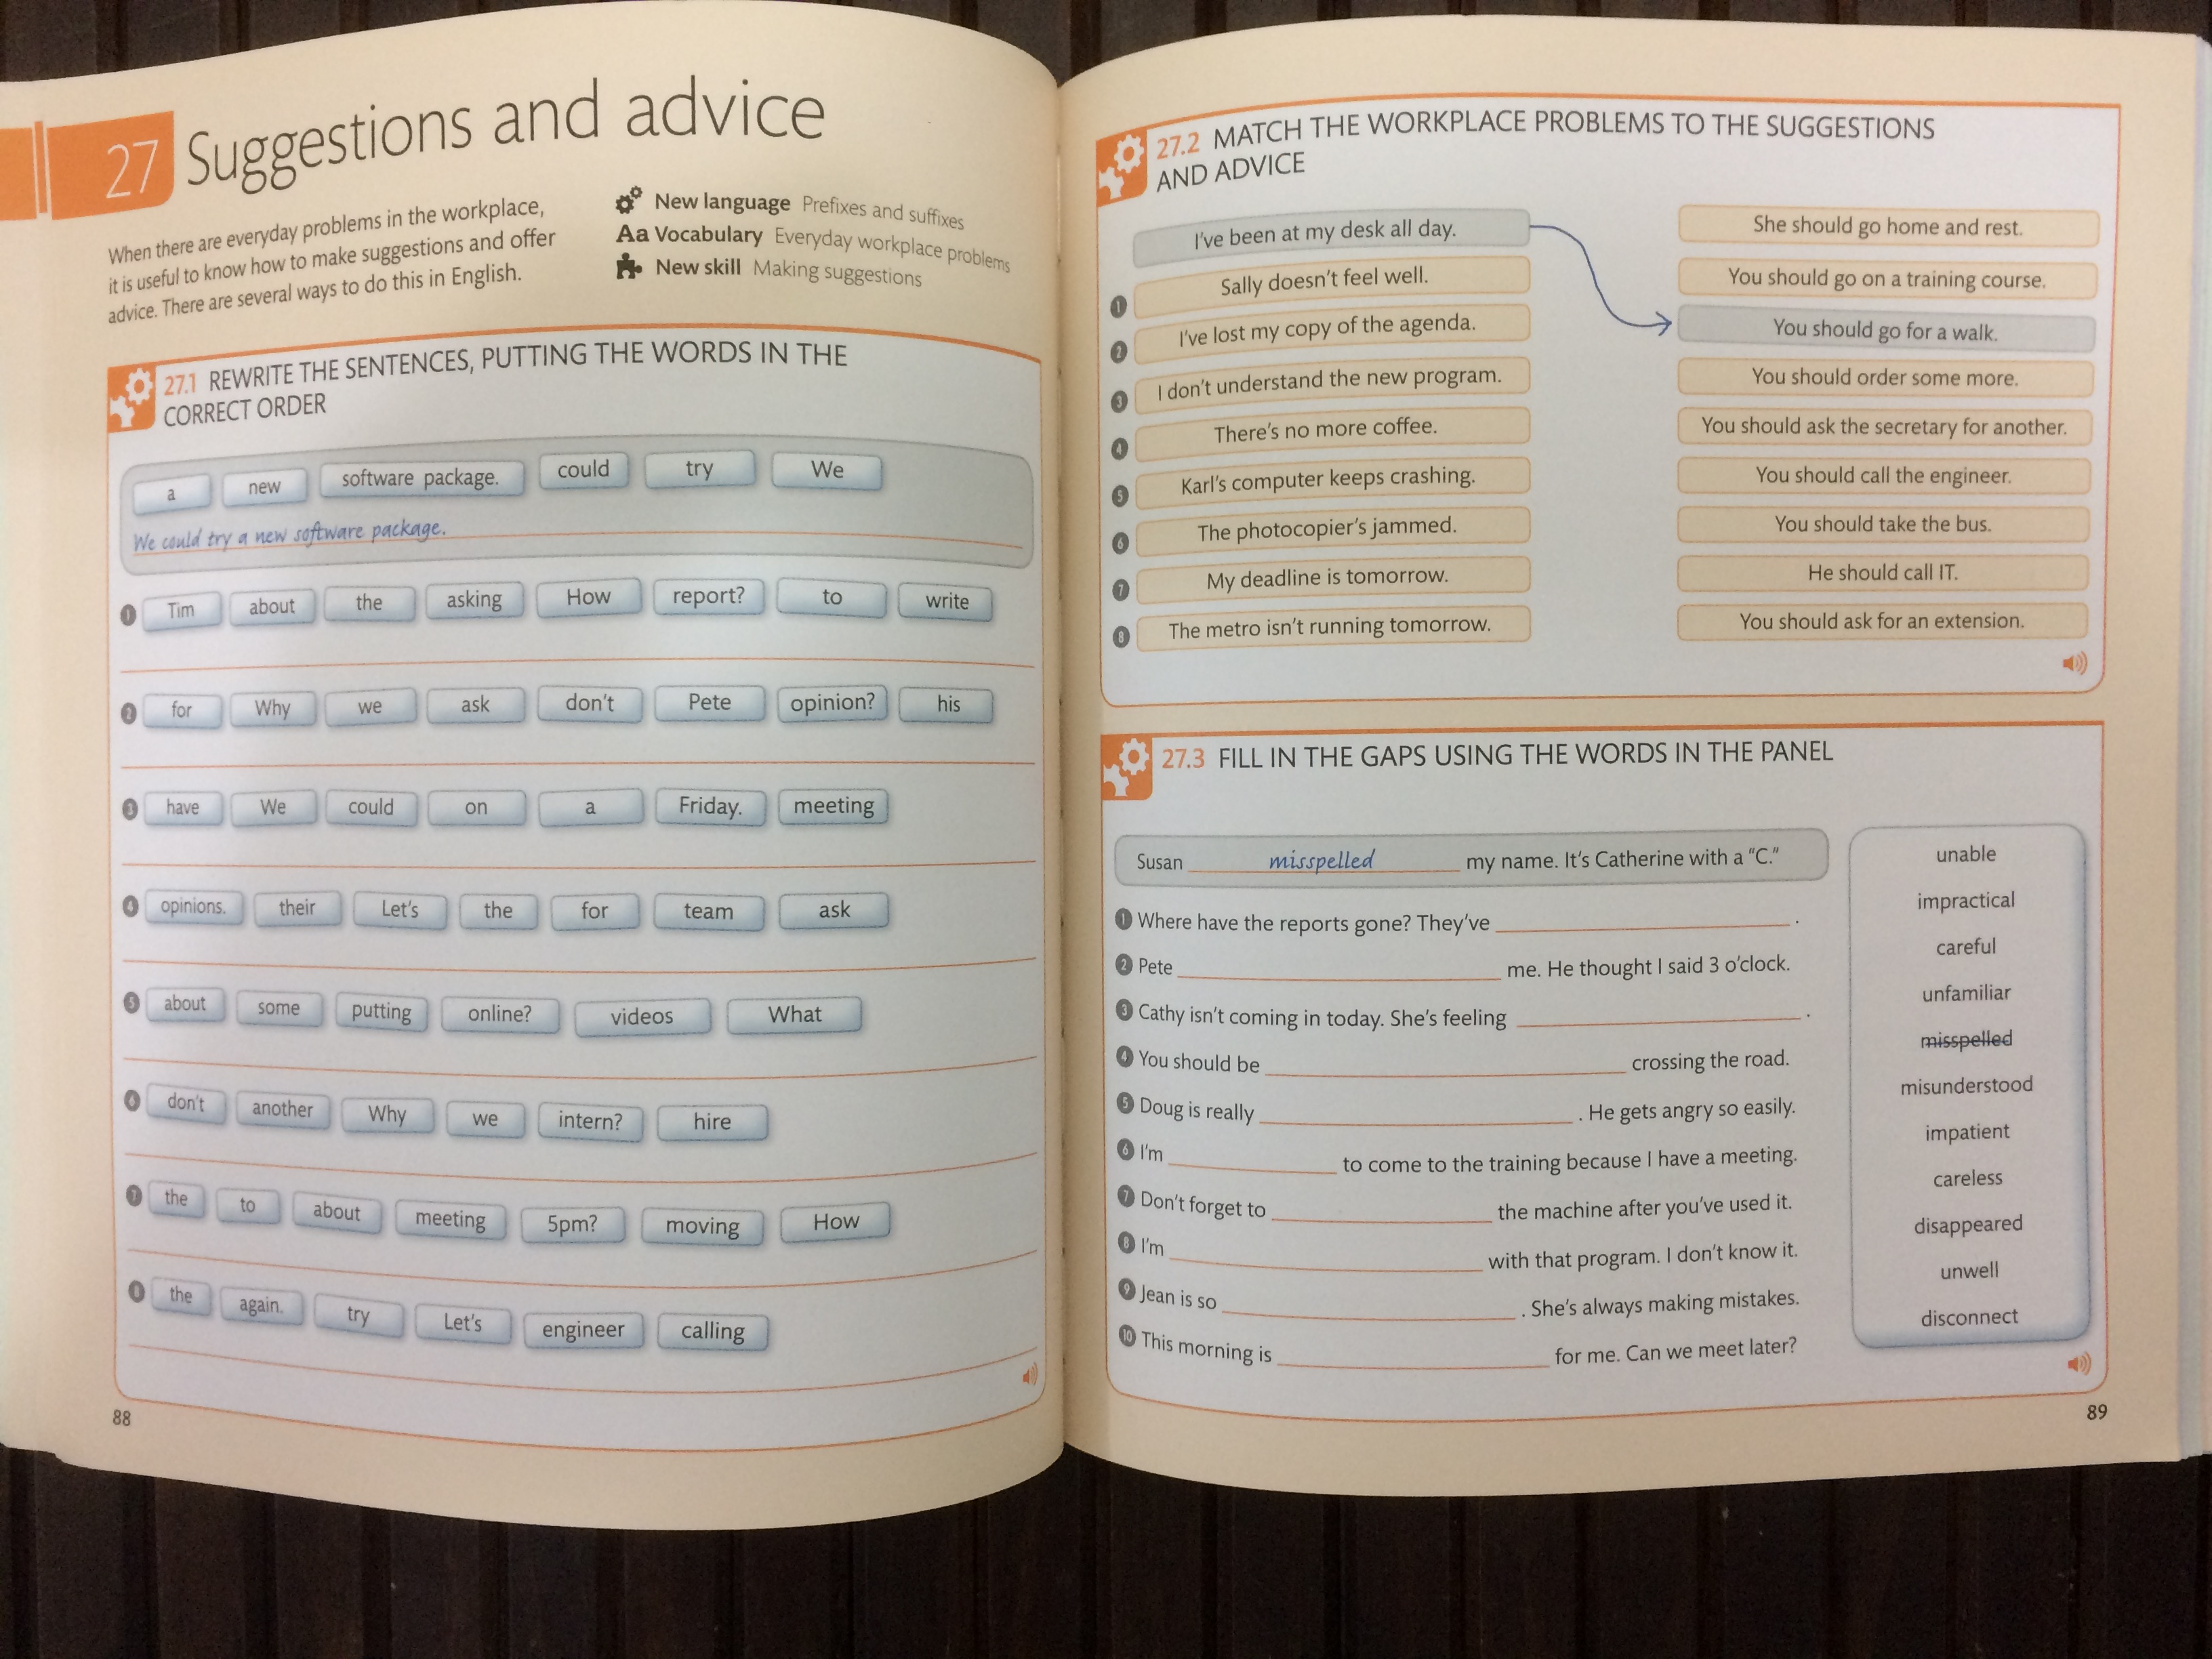 27 Suggestions and advice
When there are everyday problems in the workplace,
it is useful to know how to make suggestions and offer
advice. There are several ways to do this in English.
New language Prefixes and suffixes
Aa Vocabulary Everyday workplace problems
New skill Making suggestions
27.1 REWRITE THE SENTENCES, PUTTING THE WORDS IN THE
CORRECT ORDER
a new software package. could try We
We could try a new software package.
1 Tim about the asking How report? to write
2 for Why we ask don't Pete opinion? his
3 have We could on a Friday. meeting
4 opinions. their Let's the for team ask
5 about some putting online? videos What
6 don't another Why we intern? hire
7 the to about meeting 5pm? moving How
8 the again. try Let's engineer calling
88
27.2 MATCH THE WORKPLACE PROBLEMS TO THE SUGGESTIONS
AND ADVICE
I've been at my desk all day.
1 Sally doesn't feel well.
2 I've lost my copy of the agenda.
3 I don't understand the new program.
4 There's no more coffee.
5 Karl's computer keeps crashing.
6 The photocopier's jammed.
7 My deadline is tomorrow.
8 The metro isn't running tomorrow.
She should go home and rest.
You should go on a training course.
You should go for a walk.
You should order some more.
You should ask the secretary for another.
You should call the engineer.
You should take the bus.
He should call IT.
You should ask for an extension.
27.3 FILL IN THE GAPS USING THE WORDS IN THE PANEL
Susan misspelled my name. It's Catherine with a "C."
1 Where have the reports gone? They've .
2 Pete me. He thought I said 3 o'clock.
3 Cathy isn't coming in today. She's feeling .
4 You should be crossing the road.
5 Doug is really . He gets angry so easily.
6 I'm to come to the training because I have a meeting.
7 Don't forget to the machine after you've used it.
8 I'm with that program. I don't know it.
9 Jean is so . She's always making mistakes.
10 This morning is for me. Can we meet later?
unable
impractical
careful
unfamiliar
misspelled
misunderstood
impatient
careless
disappeared
unwell
disconnect
89